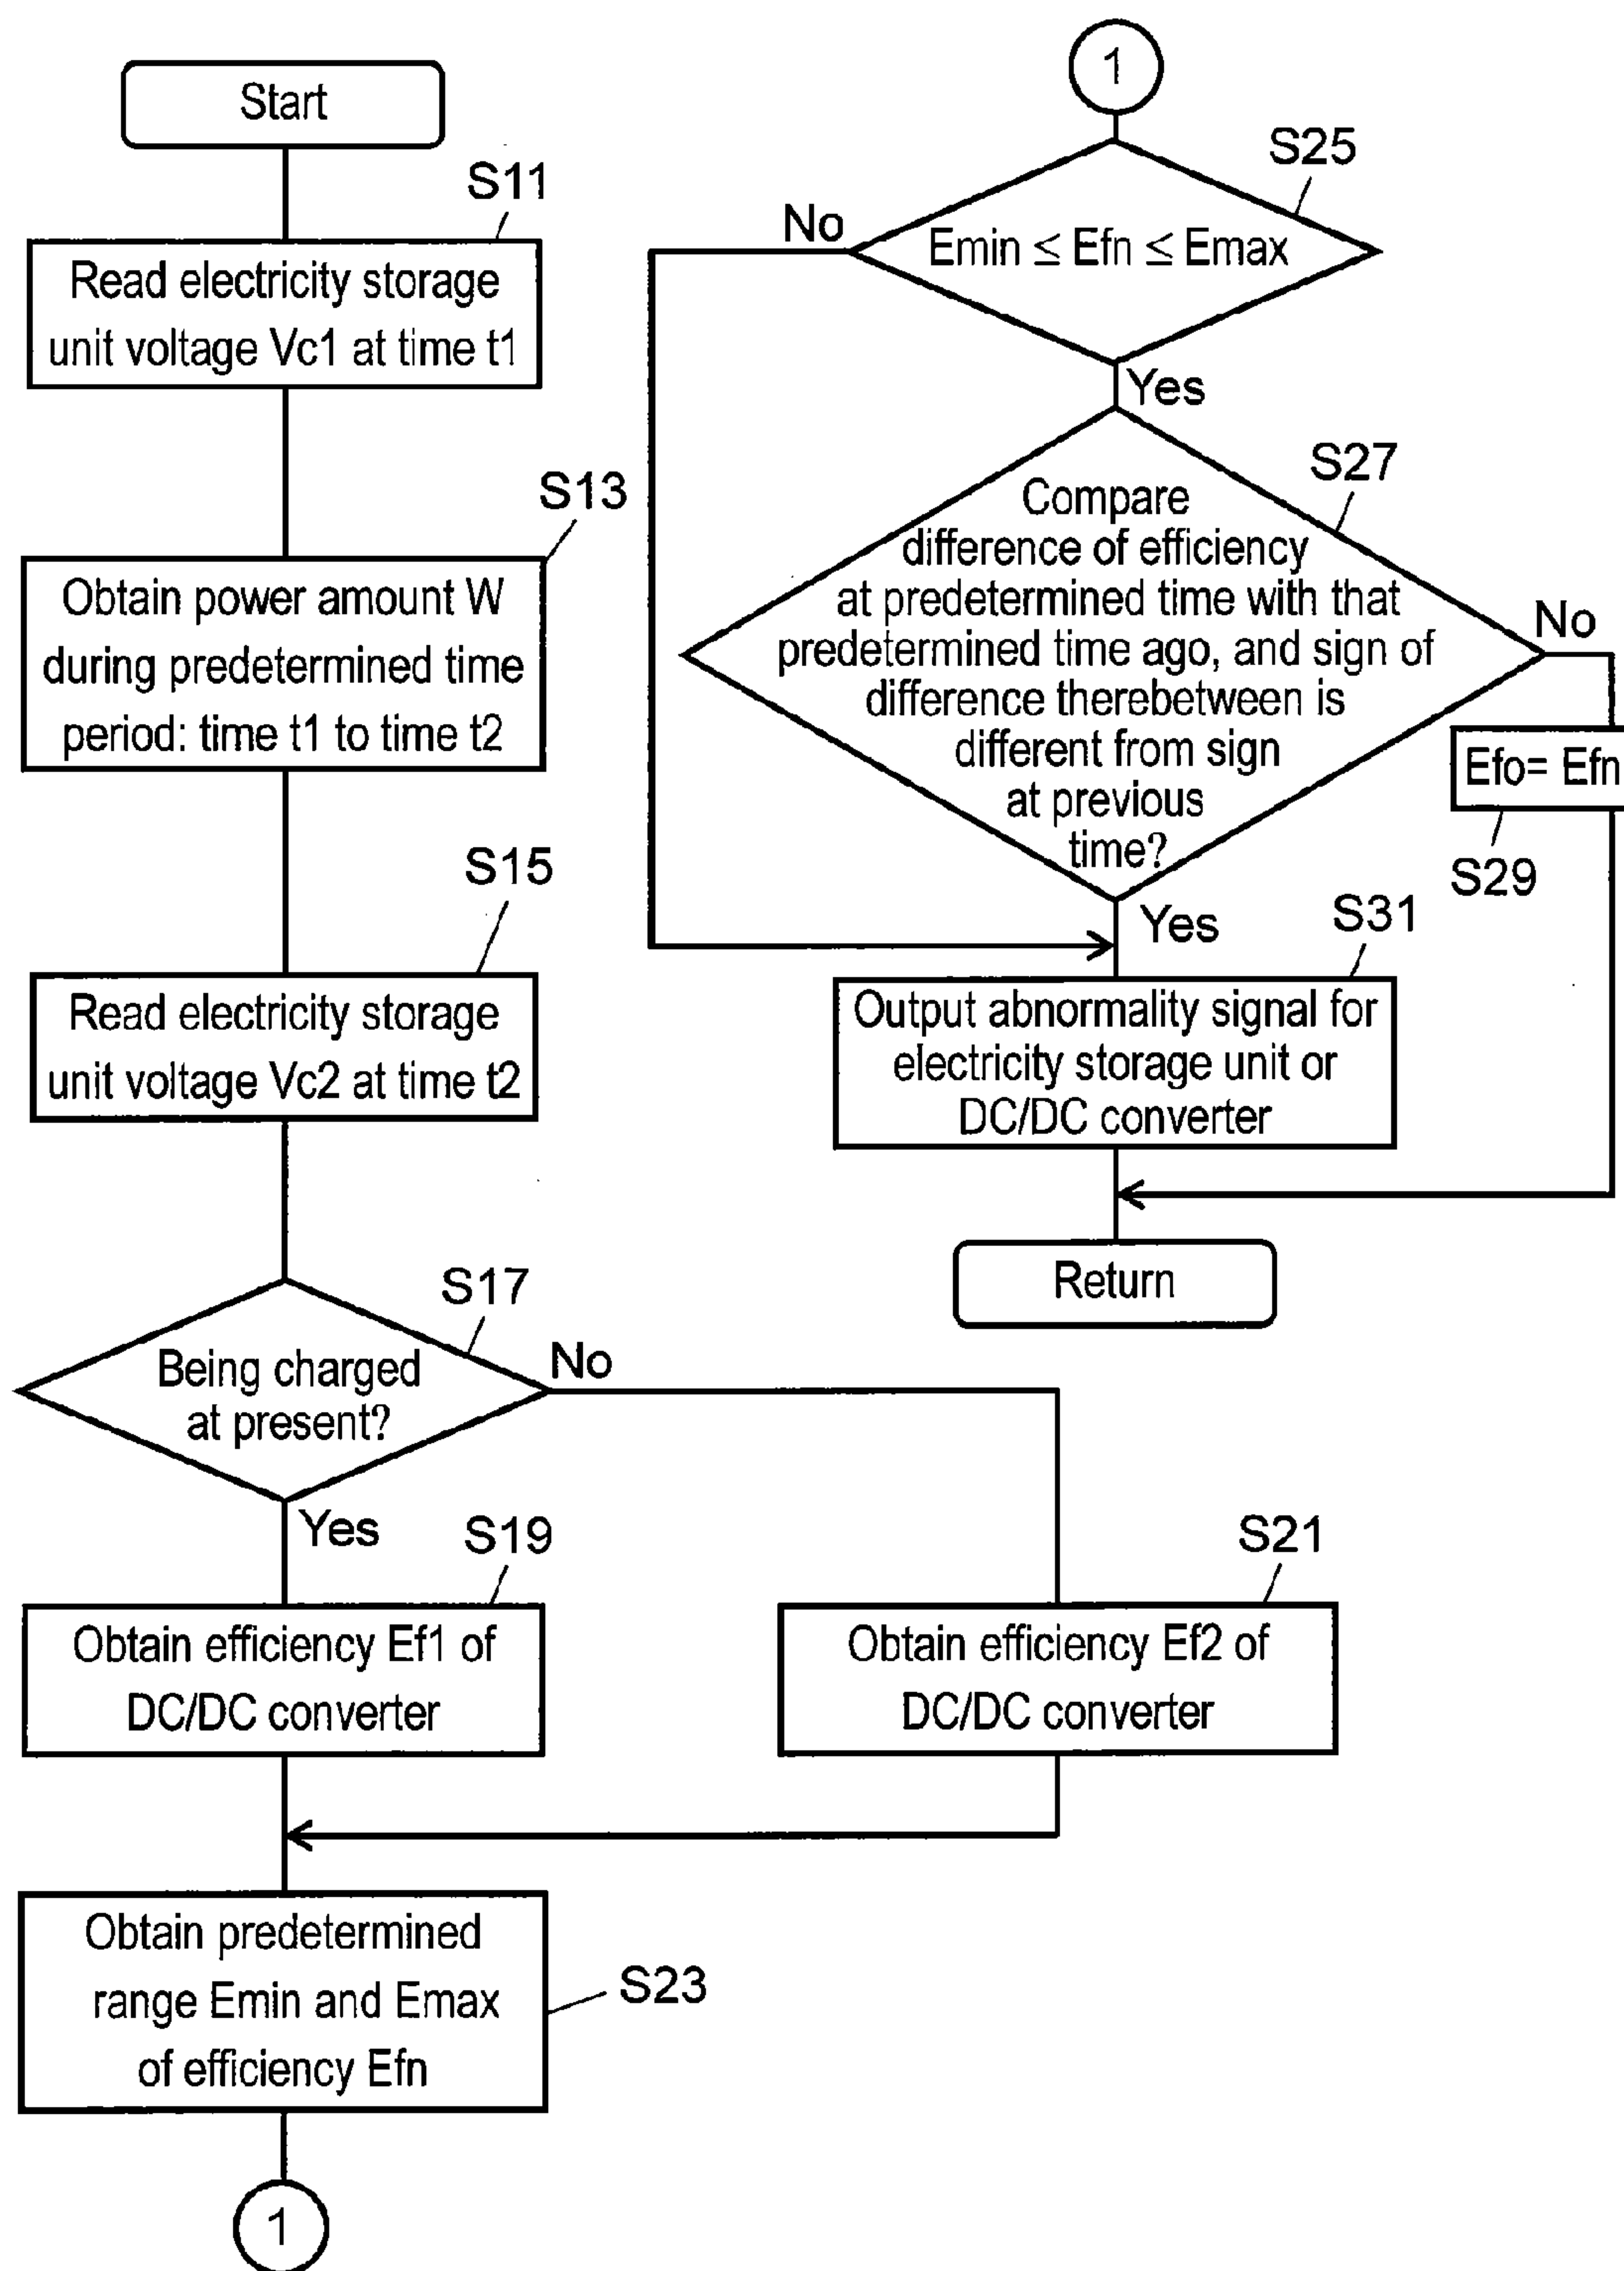 Start
S11
Read electricity storage
unit voltage Vc1 at time t1
S13
Obtain power amount W
during predetermined time
period: time t1 to time t2
S15
Read electricity storage
unit voltage Vc2 at time t2
S17
Being charged
at present?
No
Yes
S19
Obtain efficiency Ef1 of
DC/DC converter
S21
Obtain efficiency Ef2 of
DC/DC converter
Obtain predetermined
range Emin and Emax
of efficiency Efn
S23
1
1
S25
Emin ≤ Efn ≤ Emax
No
Yes
S27
Compare
difference of efficiency
at predetermined time with that
predetermined time ago, and sign of
difference therebetween is
different from sign
at previous
time?
No
Efo= Efn
S29
Yes
S31
Output abnormality signal for
electricity storage unit or
DC/DC converter
Return